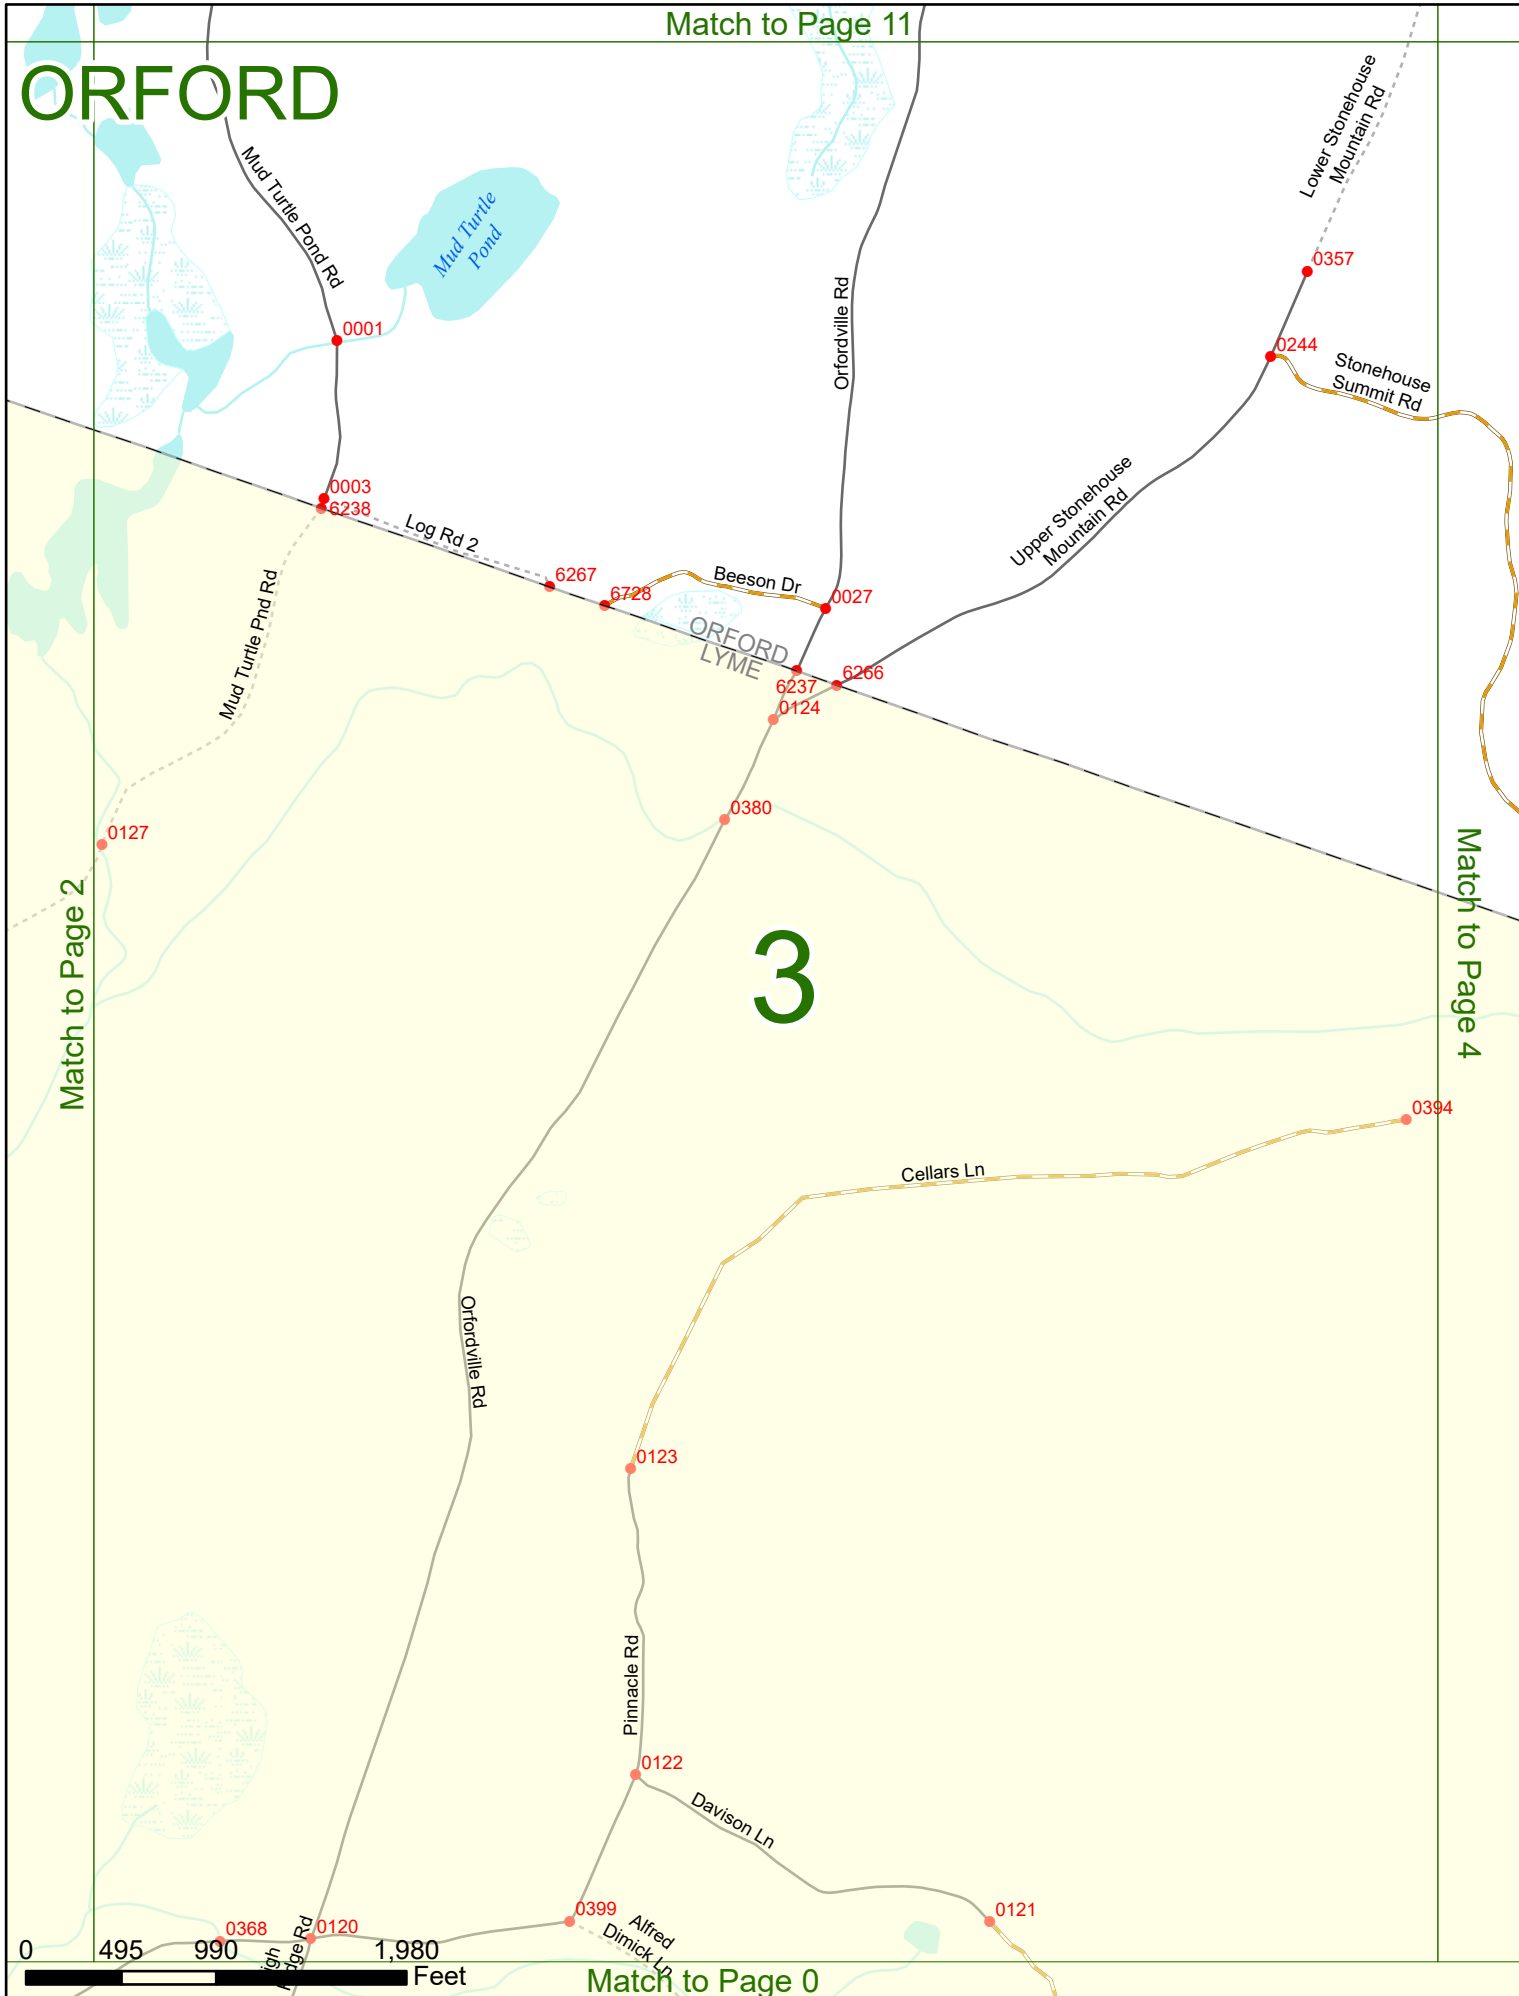 Match to Page 11
ORFORD
Lower Stonehouse
Mountain Rd
Mud Turtle Pond Rd
Mud Turtle
Pond
0357
Orfordville Rd
0001
0244
Stonehouse
Summit Rd
Upper Stonehouse
Mountain Rd
0003
6238
Log Rd 2
6267
6728
Beeson Dr
0027
Mud Turtle Pnd Rd
ORFORD
LYME
6237
6266
0124
0380
0127
Match to Page 2
3
Match to Page 4
0394
Cellars Ln
Orfordville Rd
0123
Pinnacle Rd
0122
Davison Ln
0399
0121
Alfred
Dimick Ln
0368
0120
0 495 990 1,980
Feet
Match to Page 0